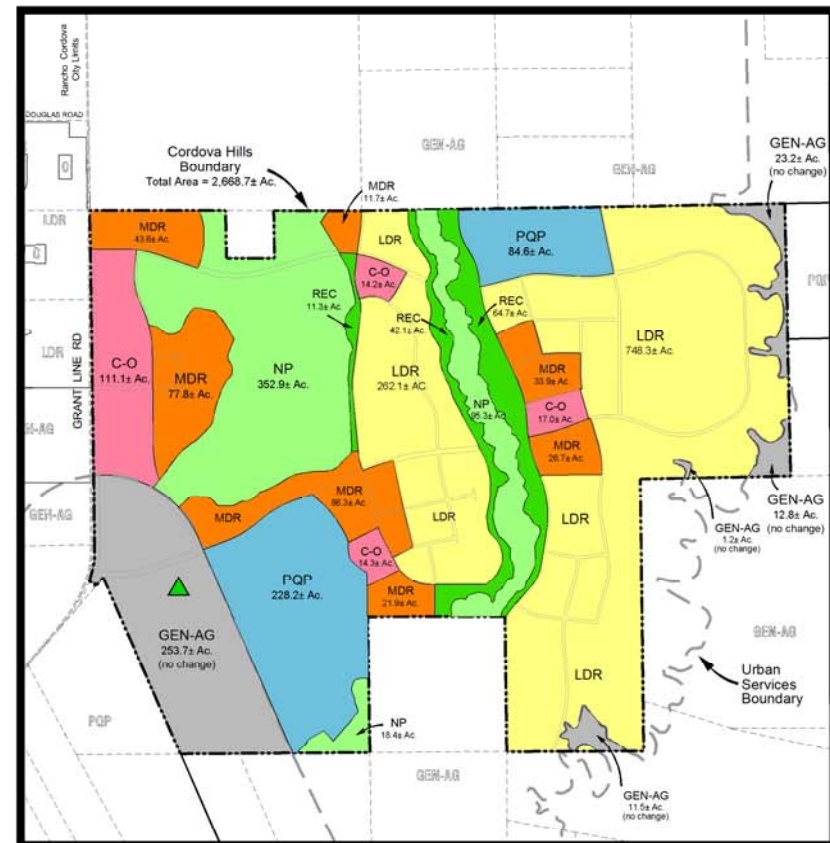 Rancho Cordova
City Limits
DOUGLAS ROAD
Cordova Hills
Boundary
Total Area = 2,668.7± Ac.
GEN-AG
GEN-AG
GEN-AG
23.2± Ac.
(no change)
MDR
11.7± Ac.
LDR
MDR
43.6± Ac.
LDR
PQP
84.6± Ac.
C-O
14.2± Ac.
PQP
REC
11.3± Ac.
REC
42.1± Ac.
REC
64.7± Ac.
LDR
748.3± Ac.
LDR
GRANT LINE RD
C-O
111.1± Ac.
MDR
77.8± Ac.
NP
352.9± Ac.
LDR
262.1± AC.
MDR
33.9± Ac.
NP
95.3± Ac.
C-O
17.0± Ac.
MDR
26.7± Ac.
N-AG
GEN-AG
MDR
MDR
86.3± Ac.
LDR
LDR
GEN-AG
1.2± Ac.
(no change)
GEN-AG
12.8± Ac.
(no change)
C-O
14.3± Ac.
PQP
228.2± Ac.
MDR
21.9± Ac.
GEN-AG
253.7± Ac.
(no change)
GEN-AG
LDR
Urban
Services
Boundary
PQP
NP
18.4± Ac.
GEN-AG
GEN-AG
11.5± Ac.
(no change)